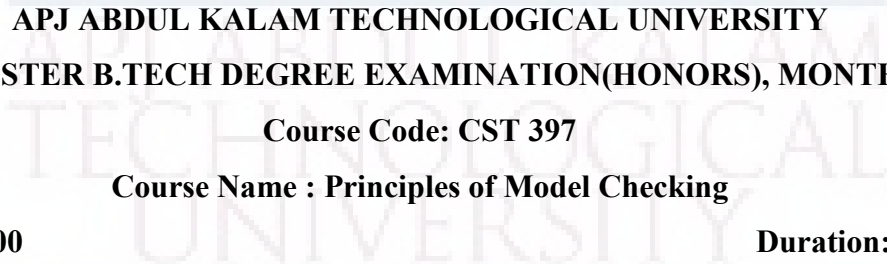 APJ ABDUL KALAM TECHNOLOGICAL UNIVERSITY
STER B.TECH DEGREE EXAMINATION(HONORS), MONTH
Course Code: CST 397
Course Name : Principles of Model Checking
00 Duration: